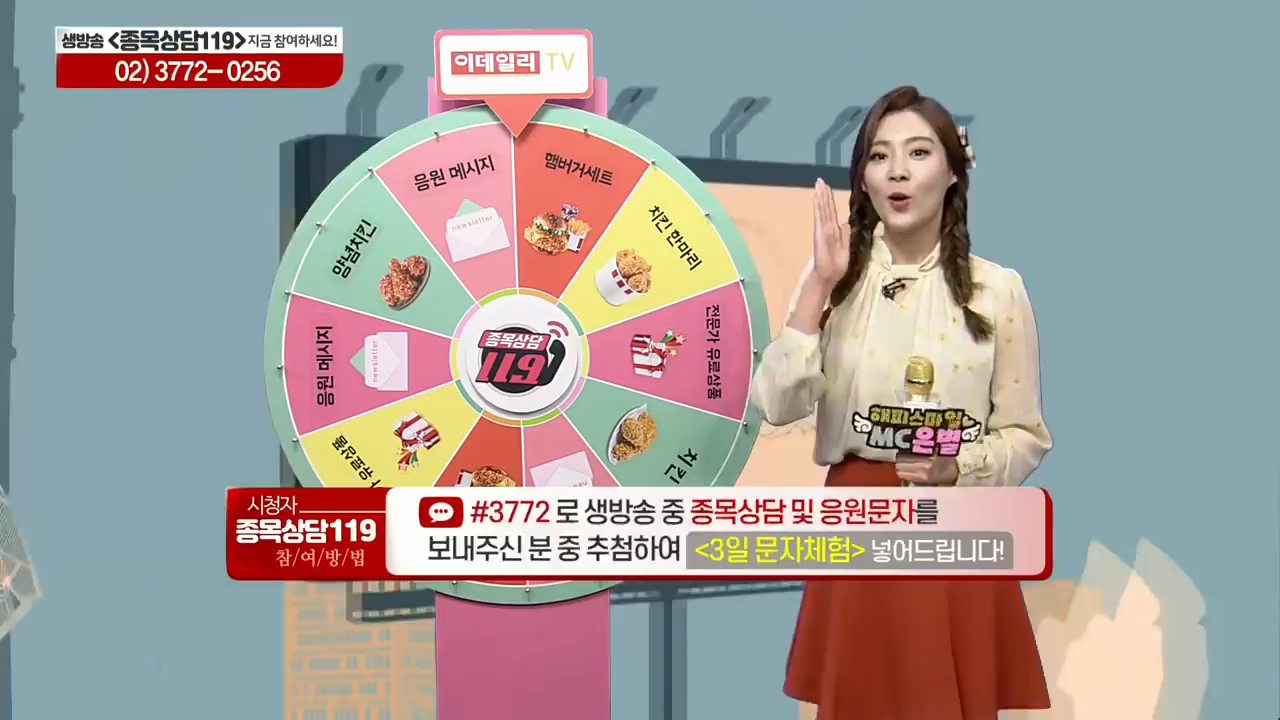 생방송 <종목상담119> 지금 참여하세요!
02) 3772-0256
이데일리 TV
응원 메시지
newsletter
햄버거세트
치킨 한마리
양념치킨
전문가 유료상품
응원 메시지
newsletter
종목상담
119
치킨
해피스마일
MC은별
시청자
종목상담119
참/여/방/법
#3772 로 생방송 중 종목상담 및 응원문자를
보내주신 분 중 추첨하여 <3일 문자체험> 넣어드립니다!